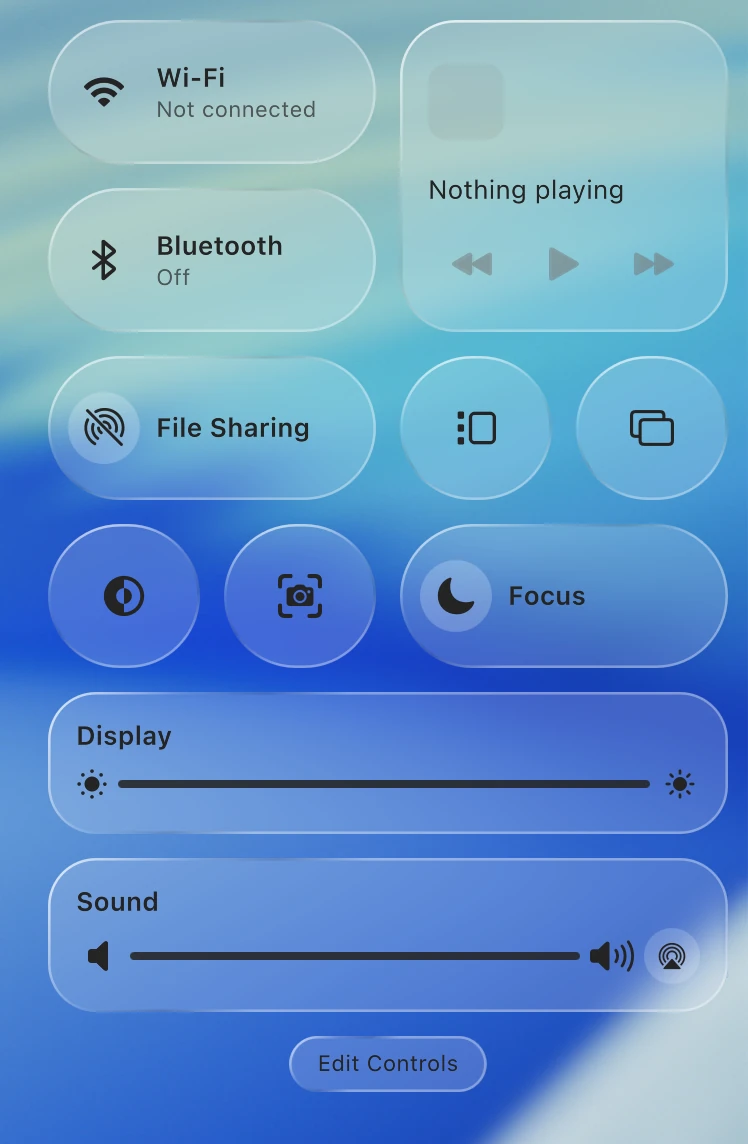 Wi-Fi
Not connected
Nothing playing
Bluetooth
Off
File Sharing
Focus
Display
Sound
Edit Controls